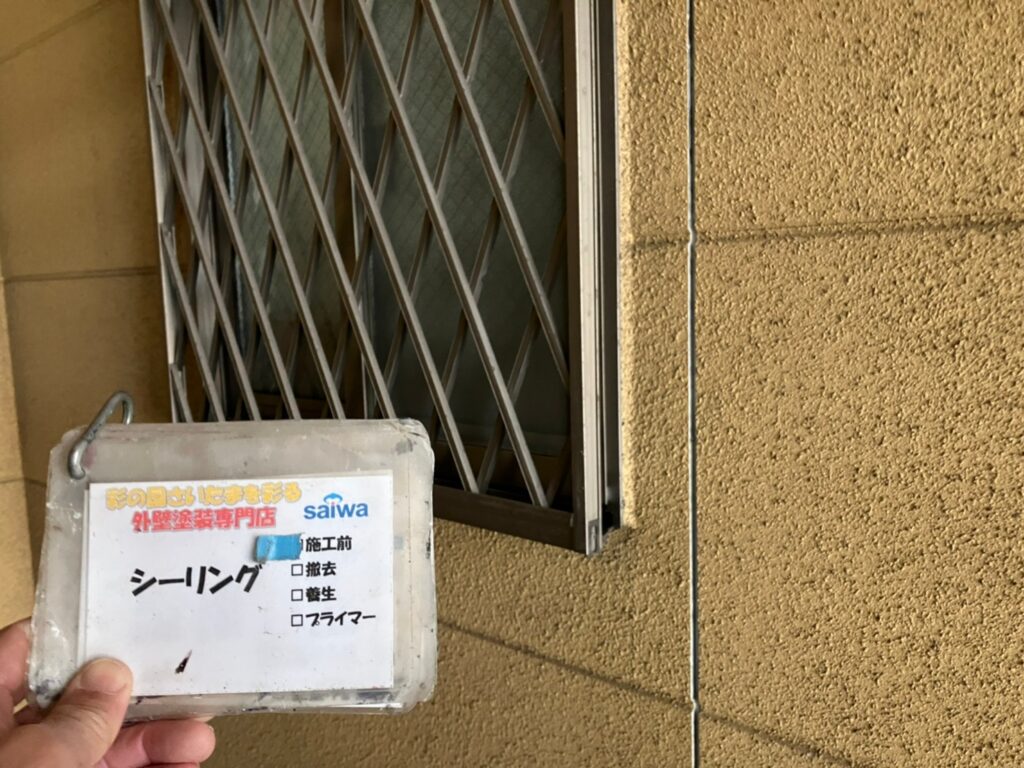 彩の国さいたまを彩る
外壁塗装専門店
saiwa
シーリング
施工前
□撤去
□養生
□プライマー